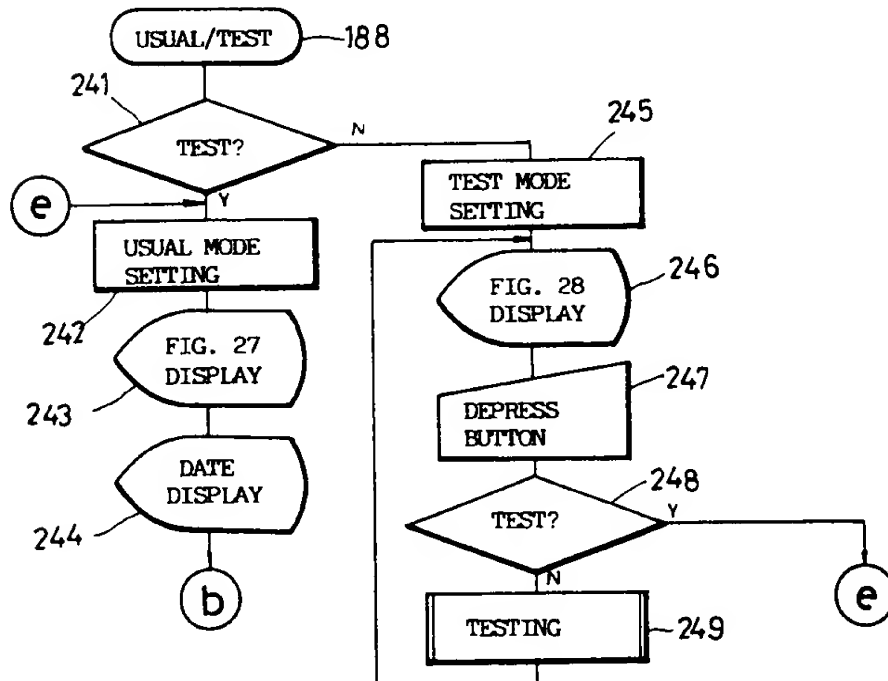 USUAL/TEST
188
241
TEST?
N
Y
e
USUAL MODE
SETTING
242
FIG. 27
DISPLAY
243
DATE
DISPLAY
244
b
245
TEST MODE
SETTING
246
FIG. 28
DISPLAY
247
DEPRESS
BUTTON
248
TEST?
Y
N
e
TESTING
249